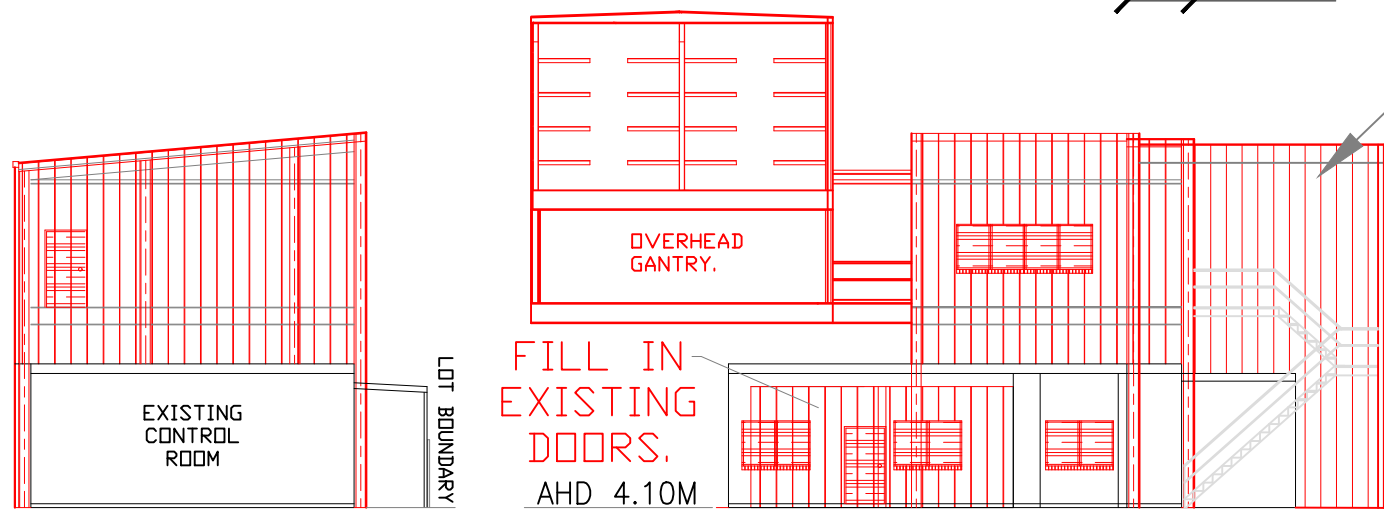 OVERHEAD
GANTRY.
FILL IN
EXISTING
DOORS.
AHD 4.10M
EXISTING
CONTROL
ROOM
LOT BOUNDARY